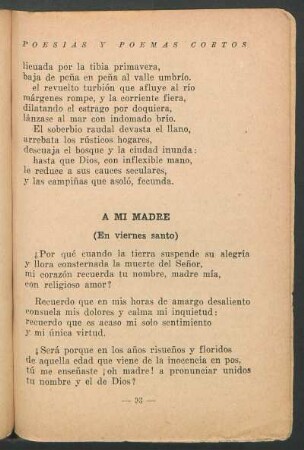 POESIAS Y POEMAS CORTOS
licuada por la tibia primavera,
baja de peña en peña al valle umbrío.
el revuelto turbión que afluye al río
márgenes rompe, y la corriente fiera,
dilatando el estrago por doquiera,
lánzase al mar con indomado brío.
El soberbio raudal devasta el llano,
arrebata los rústicos hogares,
descuaja el bosque y la ciudad inunda:
hasta que Dios, con inflexible mano,
le reduce a sus cauces seculares,
y las campiñas que asoló, fecunda.
A MI MADRE
(En viernes santo)
¿Por qué cuando la tierra suspende su alegría
y llora consternada la muerte del Señor,
mi corazón recuerda tu nombre, madre mía,
con religioso amor?
Recuerdo que en mis horas de amargo desaliento
consuela mis dolores y calma mi inquietud:
recuerdo que es acaso mi solo sentimiento
y mi única virtud.
¿Será porque en los años risueños y floridos
de aquella edad que viene de la inocencia en pos,
tú me enseñaste ¡oh madre! a pronunciar unidos
tu nombre y el de Dios?
— 93 —